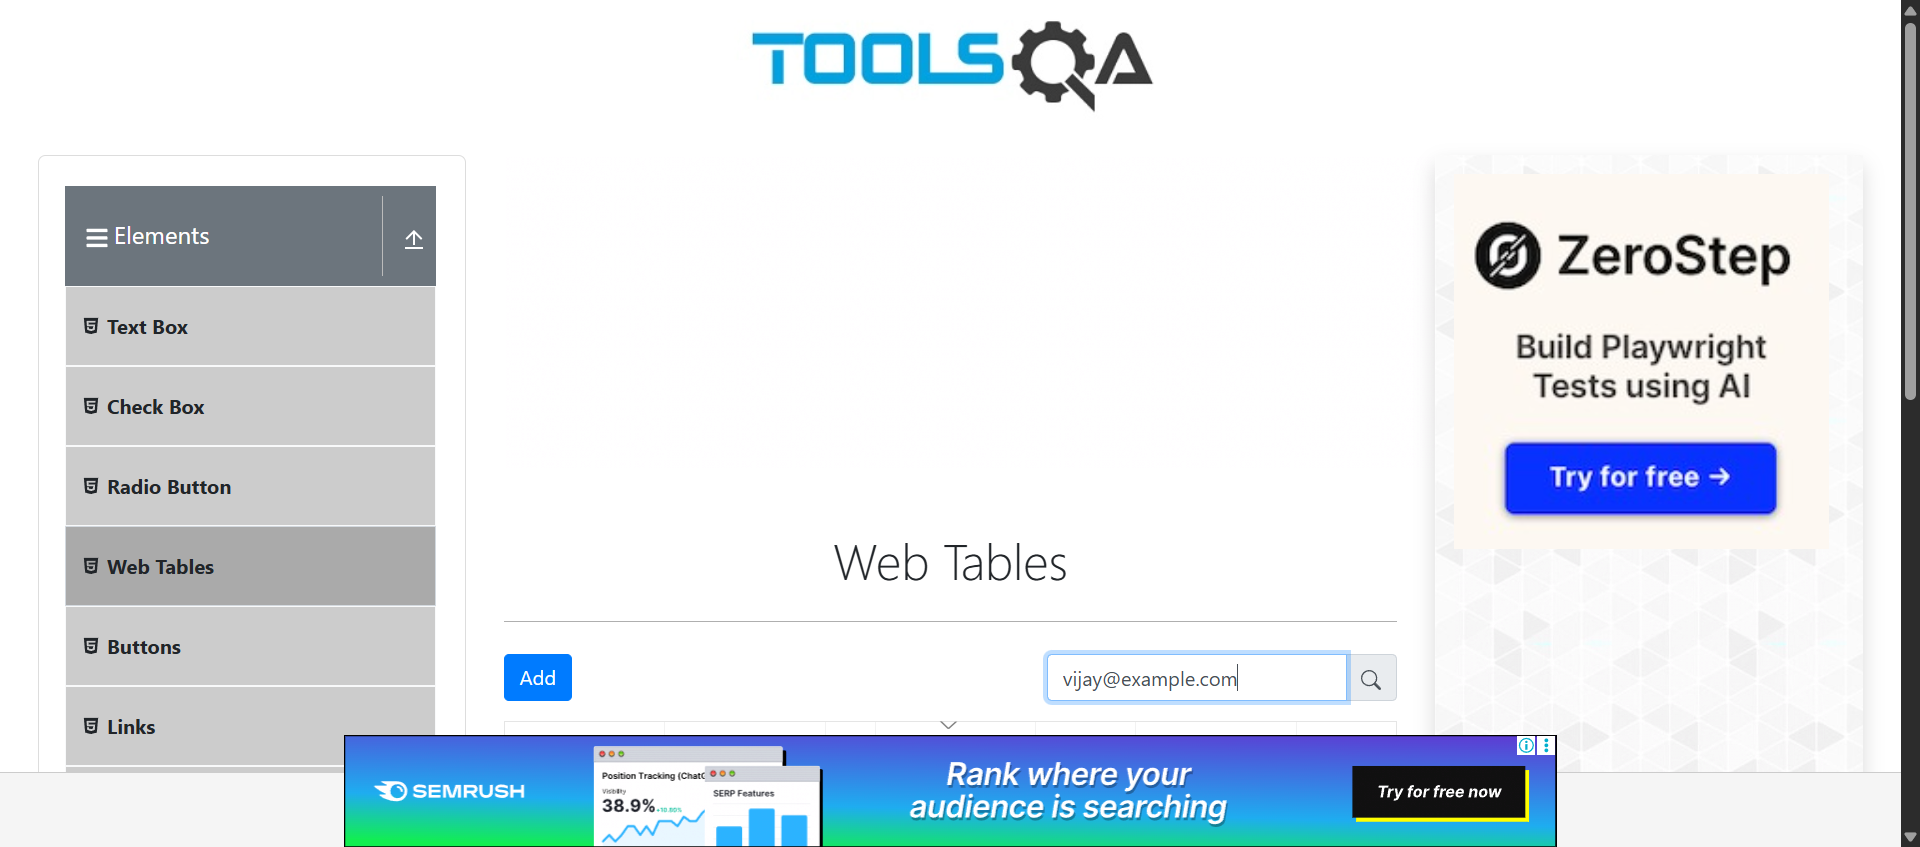 TOOLSQA
Elements
Text Box
Check Box
Radio Button
Web Tables
Buttons
Links
Web Tables
Add
vijay@example.com
ZeroStep
Build Playwright
Tests using AI
Try for free →
SEMRUSH
Position Tracking (ChatG
Visibility
38.9% +10.60%
SERP Features
Rank where your
audience is searching
Try for free now